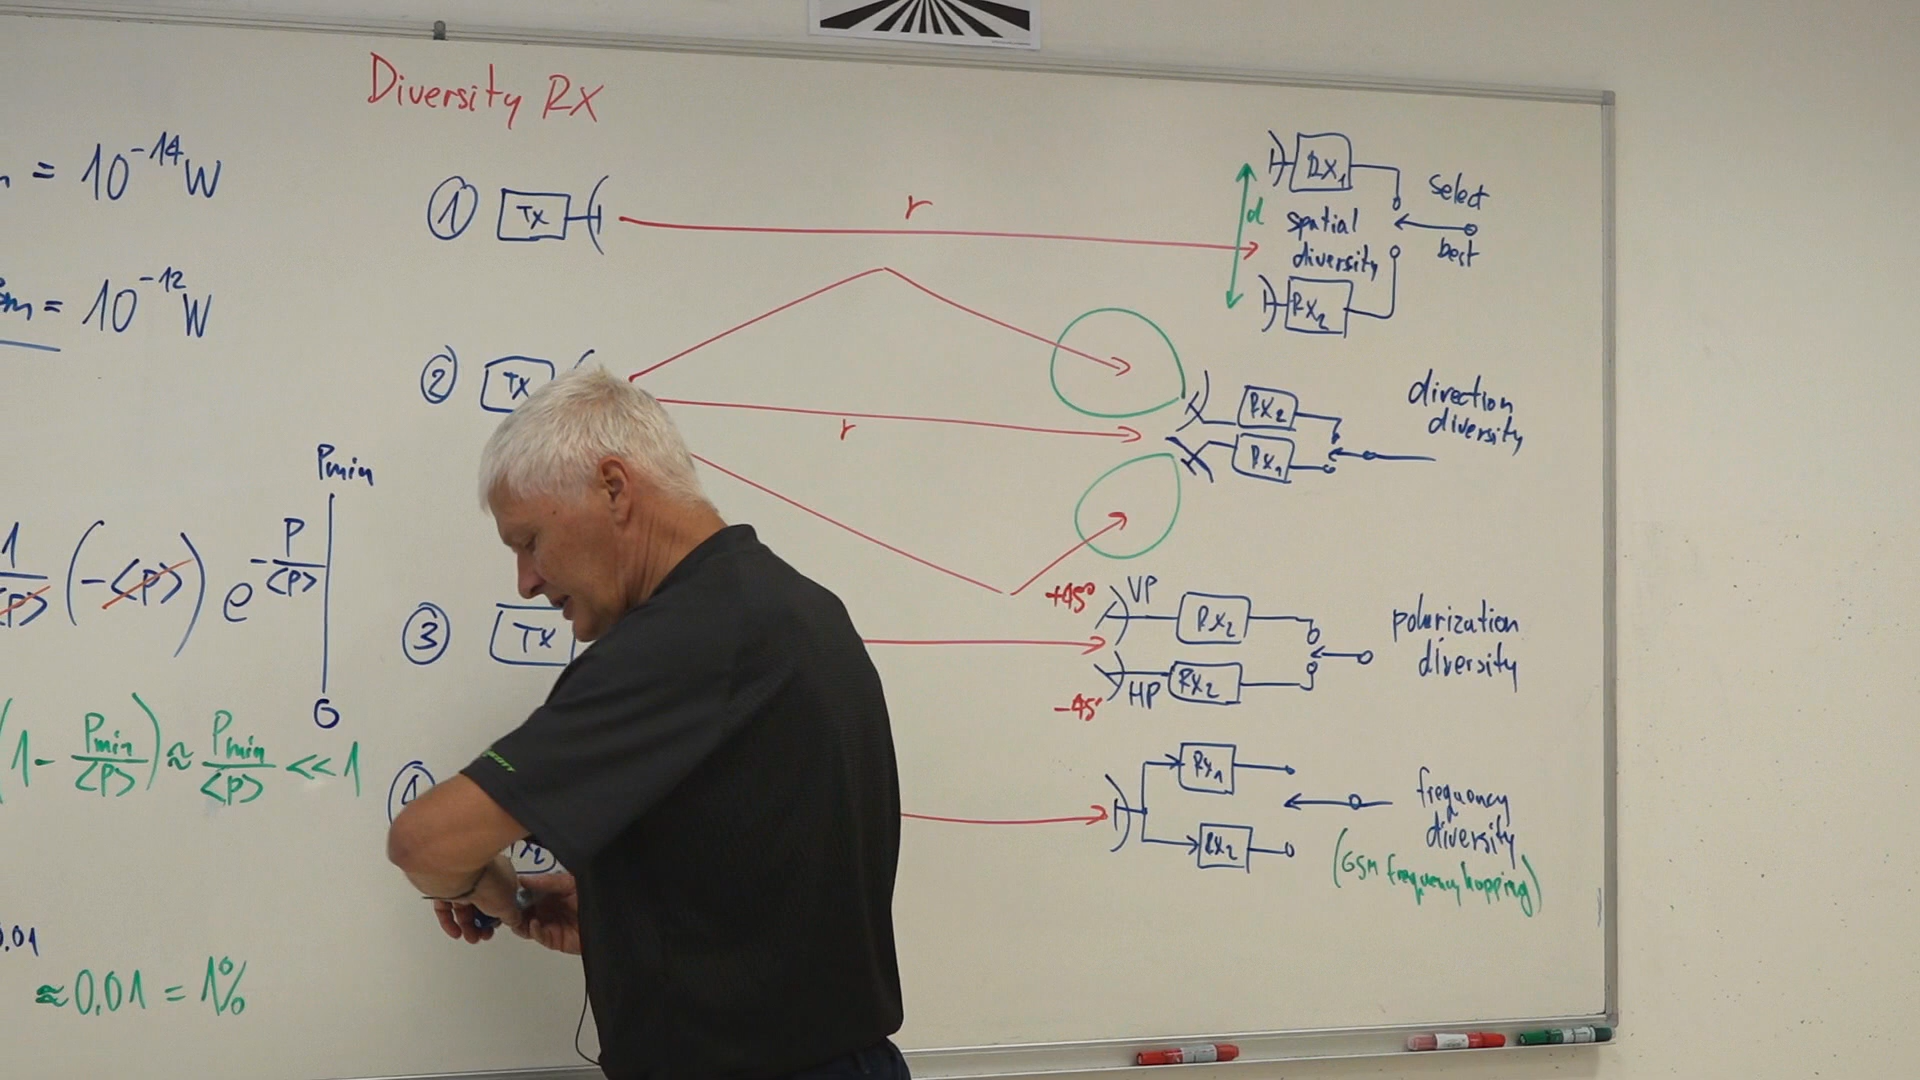 Diversity RX
= 10^-14 W
= 10^-12 W
Pmin
1 (-<P>) e^-P/<P>
0
(1 - Pmin/<P>) ≈ Pmin/<P> << 1
≈ 0.01 = 1%
① TX
r
d
RX1
spatial
diversity
RX2
select
best
② TX
r
RX2
RX1
direction
diversity
③ TX
+45°
VP
RX2
-45°
HP
RX2
polarization
diversity
④
RX1
RX2
frequency
diversity
(GSM frequency hopping)